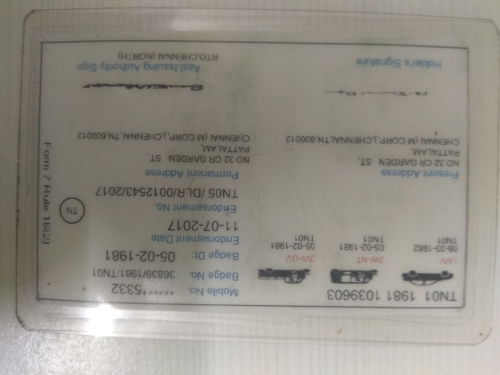 TN01 1981 1039603
LMV 3W-NT 3W-GV
05-02-1981 05-02-1981
TN01 TN01 TN01
Present Address
NO 32 CR GARDEN ST,
PATTALAM,
CHENNAI (M CORP.),CHENNAI,TN,600012
Holder's Signature
Mobile No. *******5332
Badge No. 36839/1981/TN01
Badge Dt 05-02-1981
Endorsement Date
11-07-2017
Endorsement No.
TN05 /DLR/0012543/2017
Permanent Address
NO 32 CR GARDEN ST,
PATTALAM,
CHENNAI (M CORP.),CHENNAI,TN,600012
Asst.Issuing Authority Sign
RTO,CHENNAI (NORTH)
TN
Form 7 Rule 16(2)